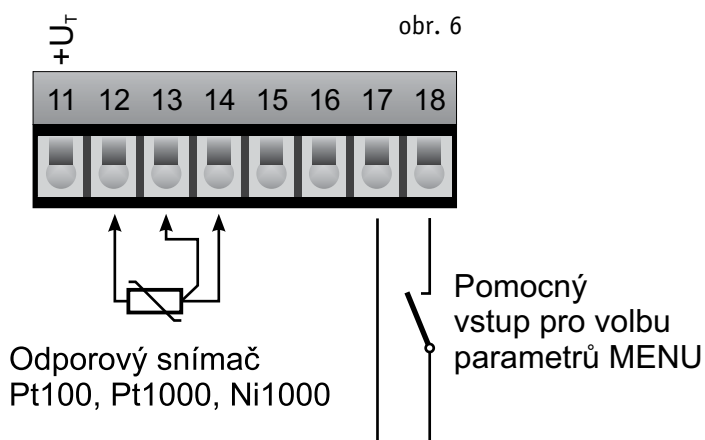 +U_T
obr. 6
11 12 13 14 15 16 17 18
Pomocný
vstup pro volbu
parametrů MENU
Odporový snímač
Pt100, Pt1000, Ni1000